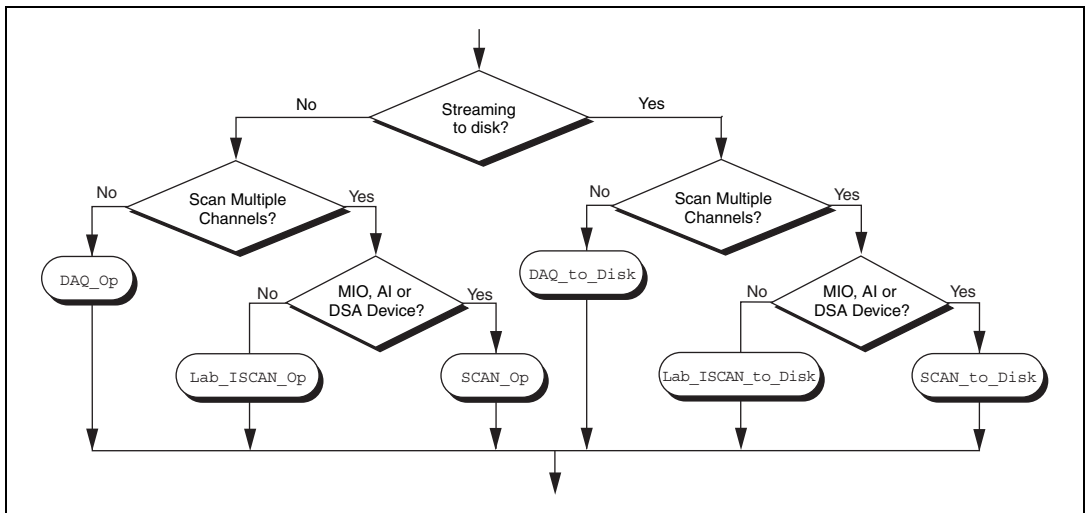 Streaming
to disk?
No
Yes
Scan Multiple
Channels?
No
Yes
Scan Multiple
Channels?
No
Yes
DAQ_Op
MIO, AI or
DSA Device?
No
Yes
DAQ_to_Disk
MIO, AI or
DSA Device?
No
Yes
Lab_ISCAN_Op
SCAN_Op
Lab_ISCAN_to_Disk
SCAN_to_Disk